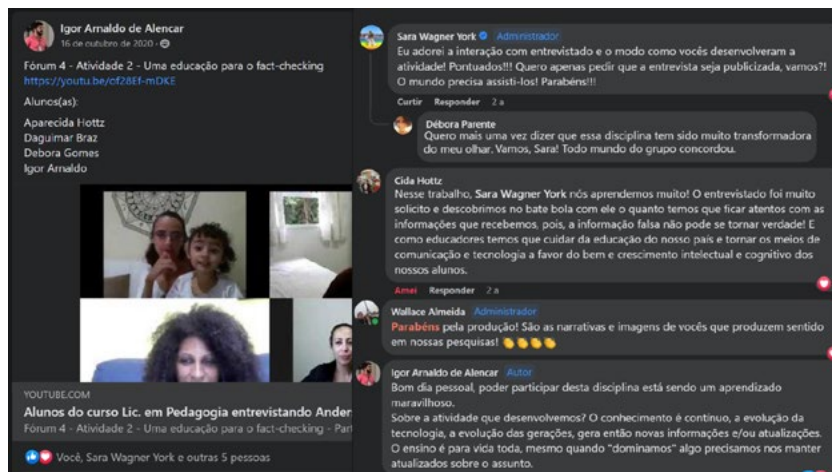 Igor Arnaldo de Alencar
16 de outubro de 2020 ·
Fórum 4 - Atividade 2 - Uma educação para o fact-checking
https://youtu.be/of28Ef-mDKE
Alunos(as):
Aparecida Hottz
Daguimar Braz
Debora Gomes
Igor Arnaldo
YOUTUBE.COM
Alunos do curso Lic. em Pedagogia entrevistando Ander
Fórum 4 - Atividade 2 - Uma educação para o fact-checking - Par
Você, Sara Wagner York e outras 5 pessoas
Sara Wagner York Administrador
Eu adorei a interação com entrevistado e o modo como vocês desenvolveram a
atividade! Pontuados!!! Quero apenas pedir que a entrevista seja publicizada, vamos?!
O mundo precisa assisti-los! Parabéns!!!
Curtir Responder 2 a
Débora Parente
Quero mais uma vez dizer que essa disciplina tem sido muito transformadora
do meu olhar. Vamos, Sara! Todo mundo do grupo concordou.
Cida Hottz
Nesse trabalho, Sara Wagner York nós aprendemos muito! O entrevistado foi muito
solicito e descobrimos no bate bola com ele o quanto temos que ficar atentos com as
informações que recebemos, pois, a informação falsa não pode se tornar verdade! E
como educadores temos que cuidar da educação do nosso país e tornar os meios de
comunicação e tecnologia a favor do bem e crescimento intelectual e cognitivo dos
nossos alunos.
Amei Responder 2 a
Wallace Almeida Administrador
Parabéns pela produção! São as narrativas e imagens de vocês que produzem sentido
em nossas pesquisas! 👏👏👏👏
Igor Arnaldo de Alencar Autor
Bom dia pessoal, poder participar desta disciplina está sendo um aprendizado
maravilhoso.
Sobre a atividade que desenvolvemos? O conhecimento é contínuo, a evolução da
tecnologia, a evolução das gerações, gera então novas informações e/ou atualizações.
O ensino é para vida toda, mesmo quando "dominamos" algo precisamos nos manter
atualizados sobre o assunto.